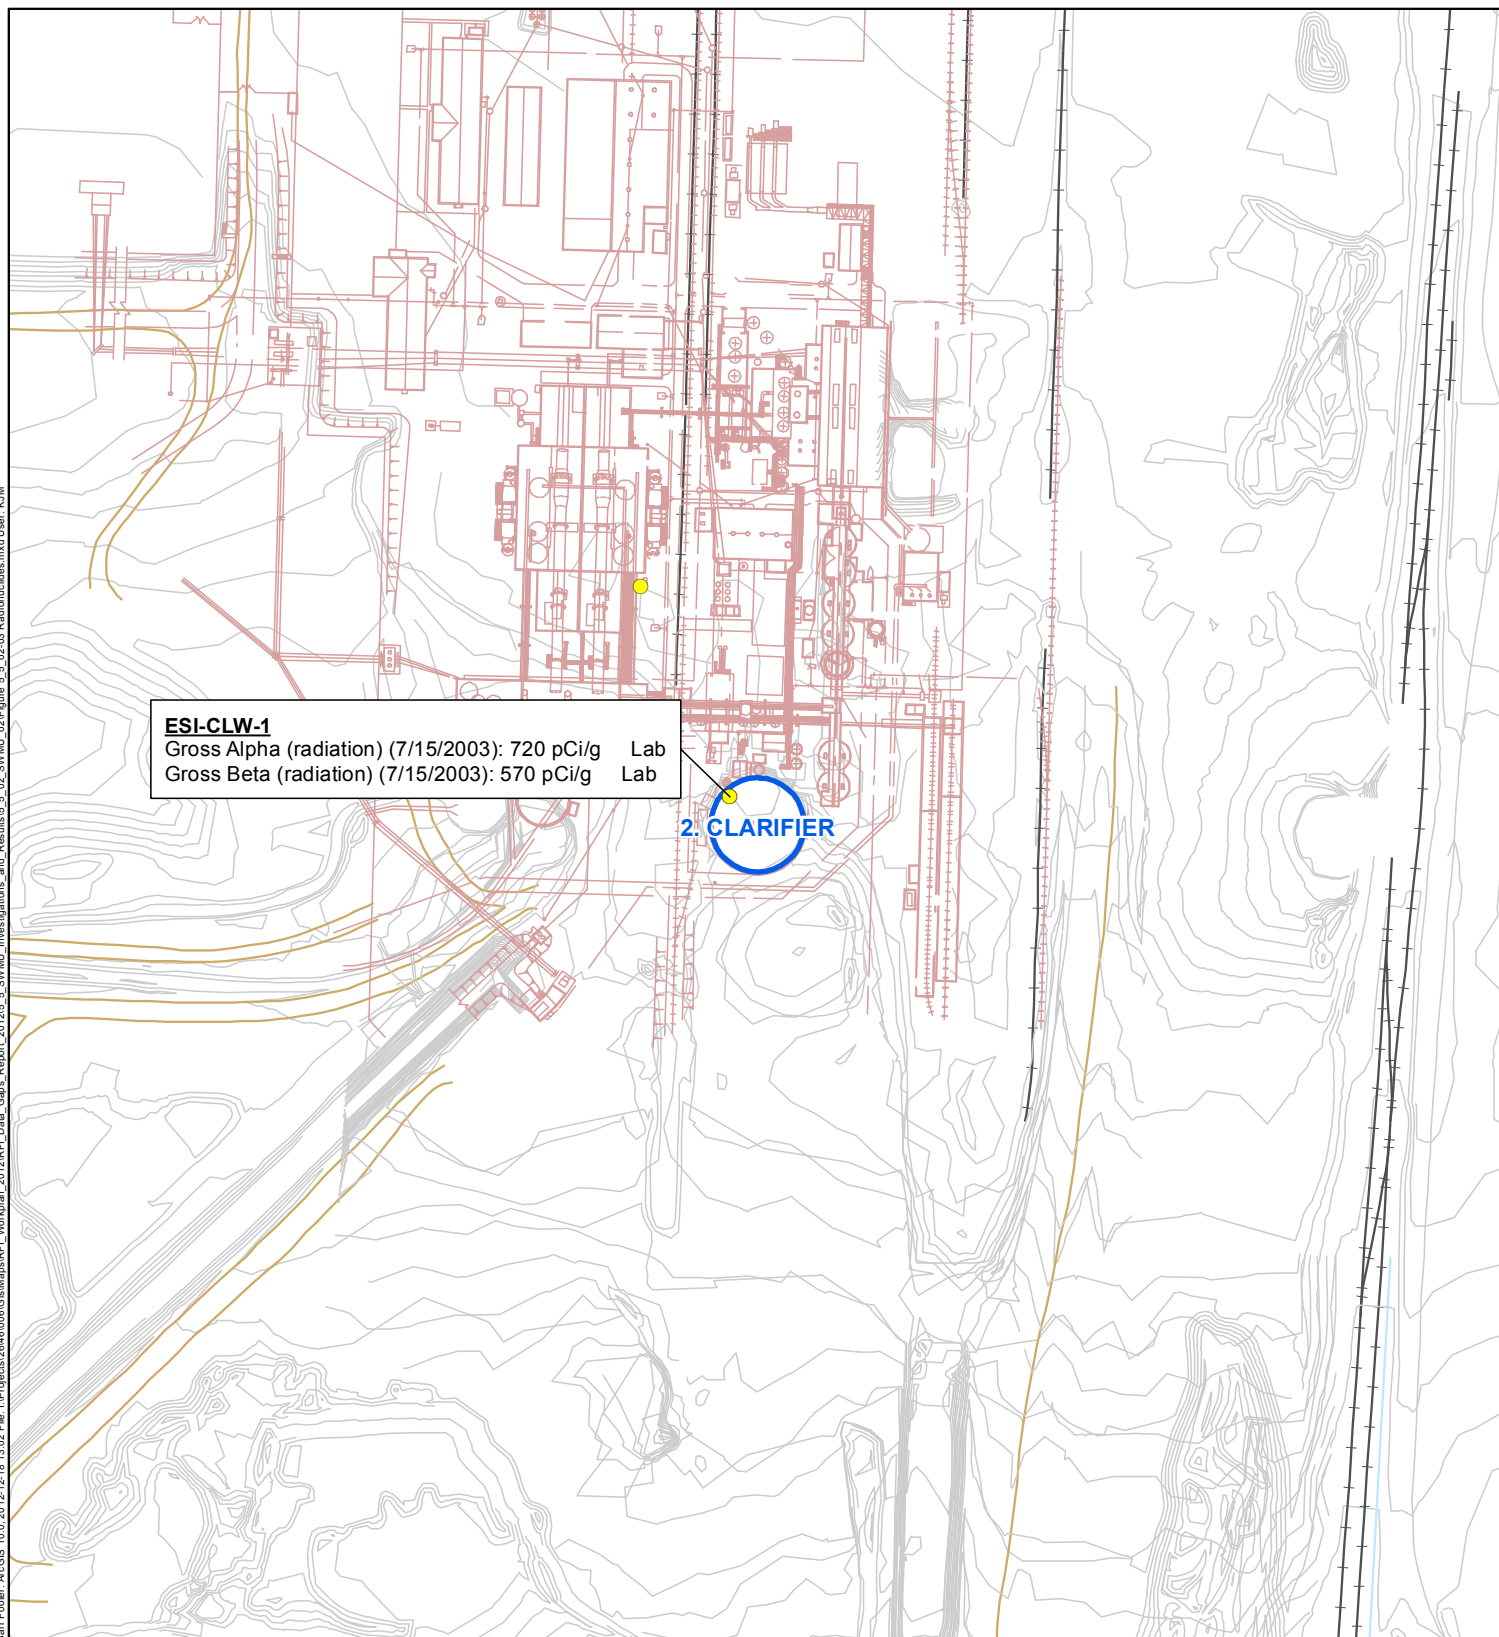 ESI-CLW-1
Gross Alpha (radiation) (7/15/2003): 720 pCi/g Lab
Gross Beta (radiation) (7/15/2003): 570 pCi/g Lab
2. CLARIFIER